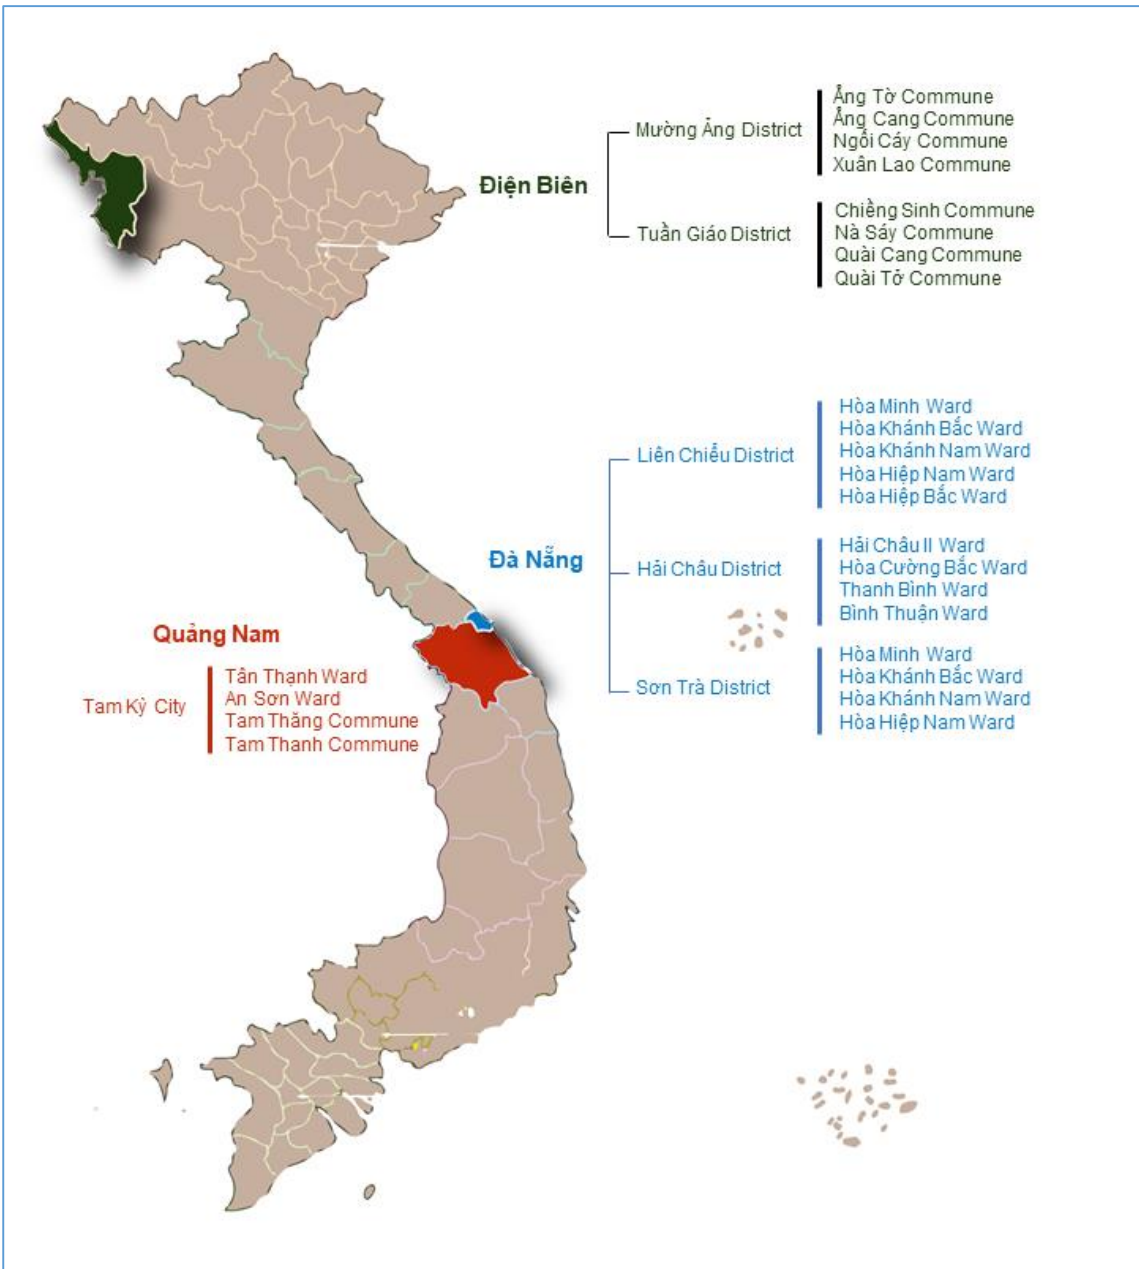 Điện Biên
Mường Ảng District
Ẳng Tờ Commune
Ẳng Cang Commune
Ngối Cáy Commune
Xuân Lao Commune
Tuần Giáo District
Chiềng Sinh Commune
Nà Sáy Commune
Quài Cang Commune
Quài Tở Commune
Đà Nẵng
Liên Chiểu District
Hòa Minh Ward
Hòa Khánh Bắc Ward
Hòa Khánh Nam Ward
Hòa Hiệp Nam Ward
Hòa Hiệp Bắc Ward
Hải Châu District
Hải Châu II Ward
Hòa Cường Bắc Ward
Thanh Bình Ward
Bình Thuận Ward
Sơn Trà District
Hòa Minh Ward
Hòa Khánh Bắc Ward
Hòa Khánh Nam Ward
Hòa Hiệp Nam Ward
Quảng Nam
Tam Kỳ City
Tân Thạnh Ward
An Sơn Ward
Tam Thăng Commune
Tam Thanh Commune